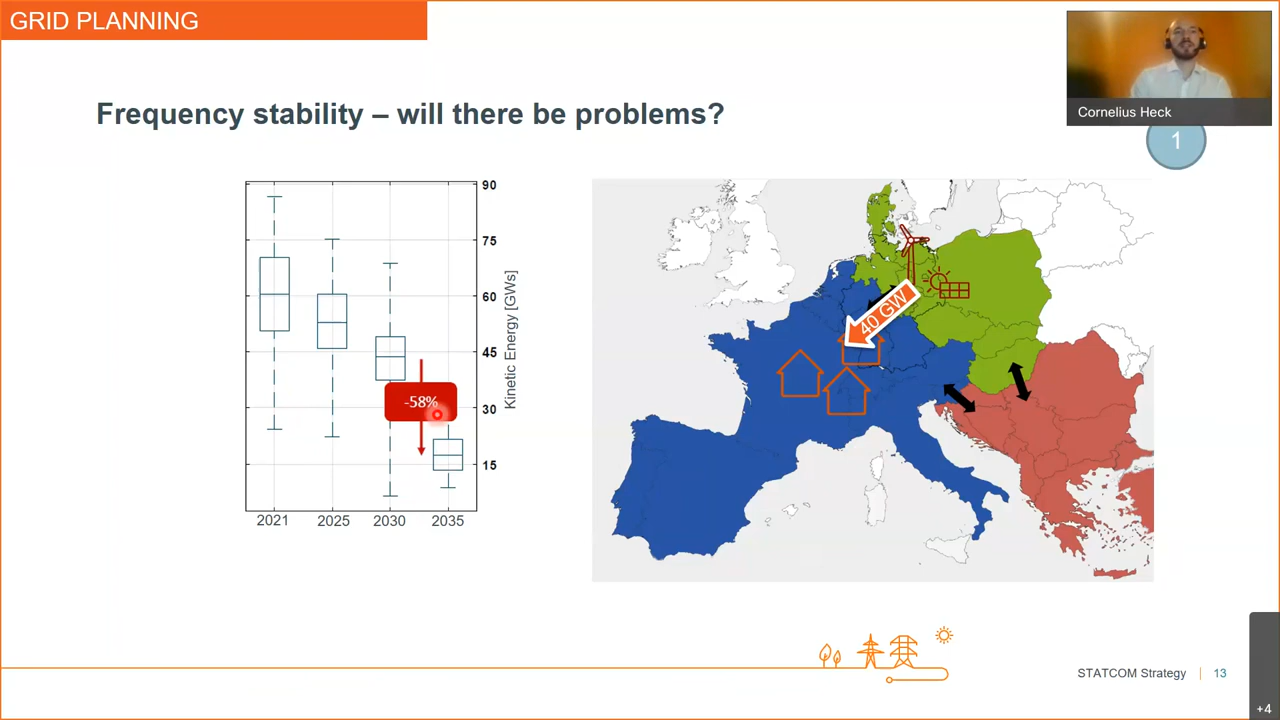 GRID PLANNING
Cornelius Heck
1
Frequency stability – will there be problems?
90
75
60
45
30
15
Kinetic Energy [GWs]
-58%
2021
2025
2030
2035
40 GW
STATCOM Strategy
13
+4